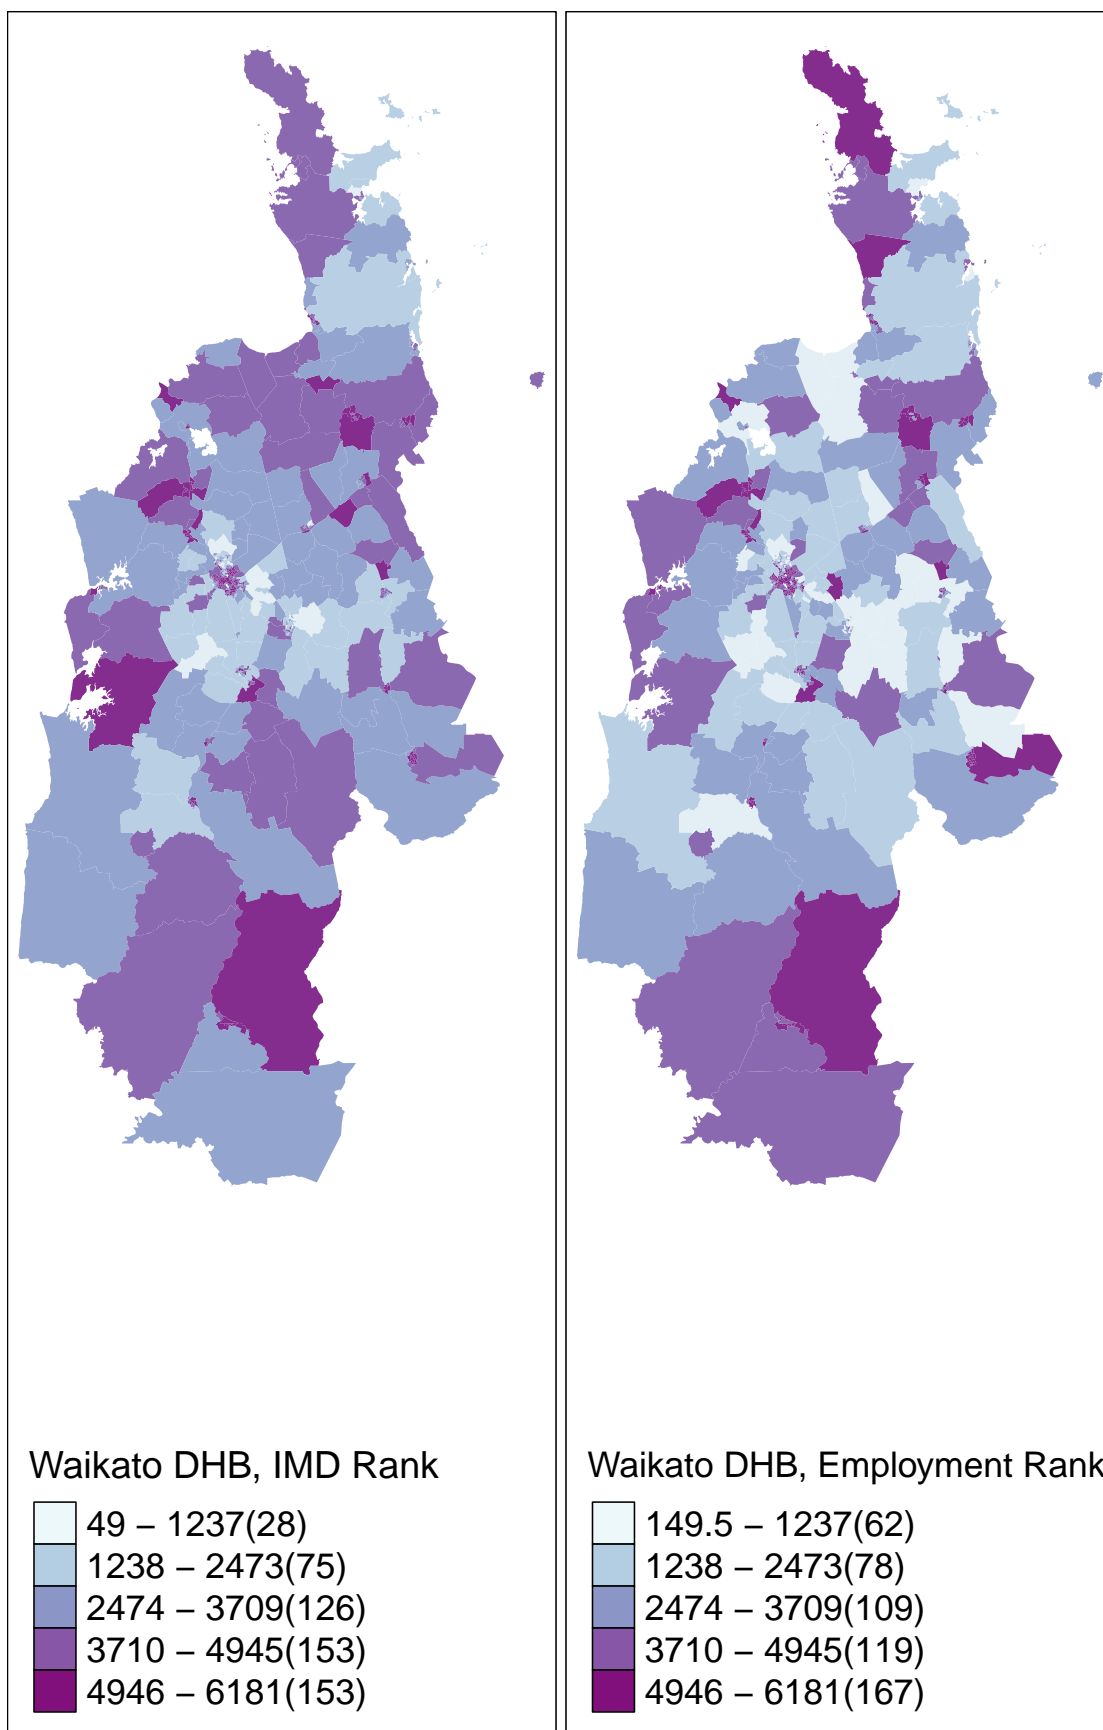 Waikato DHB, IMD Rank
49 – 1237(28)
1238 – 2473(75)
2474 – 3709(126)
3710 – 4945(153)
4946 – 6181(153)
Waikato DHB, Employment Rank
149.5 – 1237(62)
1238 – 2473(78)
2474 – 3709(109)
3710 – 4945(119)
4946 – 6181(167)